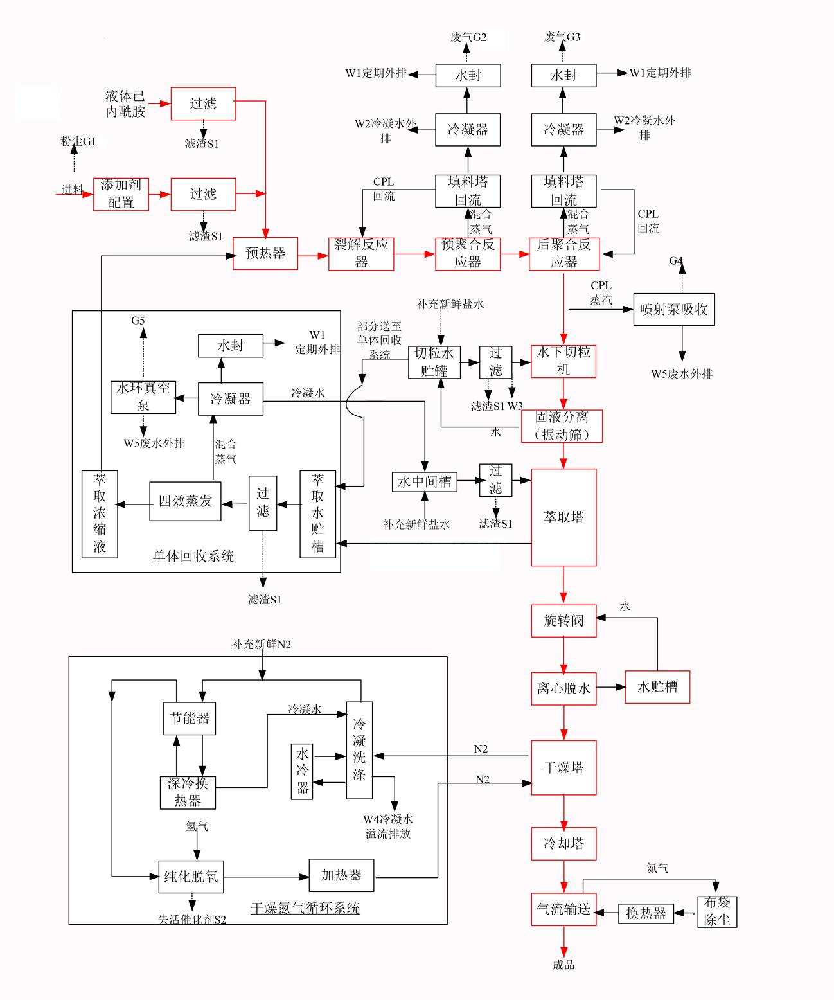 废气G2
废气G3
水封
W1定期外排
水封
W1定期外排
液体已
内酰胺
过滤
滤渣S1
冷凝器
W2冷凝水外
排
冷凝器
W2冷凝水外
排
粉尘G1
进料
添加剂
配置
过滤
滤渣S1
CPL
回流
填料塔
回流
混合
蒸气
填料塔
回流
混合
蒸气
CPL
回流
预热器
裂解反应
器
预聚合反
应器
后聚合反
应器
G4
CPL
蒸汽
喷射泵吸收
W5废水外排
补充新鲜盐水
部分送至
单体回收
系统
切粒水
贮罐
过
滤
滤渣S1
W3
水下切粒
机
固液分离
（振动筛）
水
G5
水封
W1
定期外排
水环真空
泵
冷凝器
冷凝水
W5废水外排
混合
蒸气
水中间槽
过
滤
滤渣S1
补充新鲜盐水
萃取塔
萃
取
浓
缩
液
四效蒸发
过
滤
萃
取
水
贮
槽
单体回收系统
滤渣S1
旋转阀
水
离心脱水
水贮槽
补充新鲜N2
节能器
冷凝水
冷
凝
洗
涤
水
冷
器
深冷换
热器
N2
N2
干燥塔
W4冷凝水
溢流排放
氢气
纯化脱氧
加热器
失活催化剂S2
干燥氮气循环系统
冷却塔
氮气
气流输送
换热器
布袋
除尘
成品